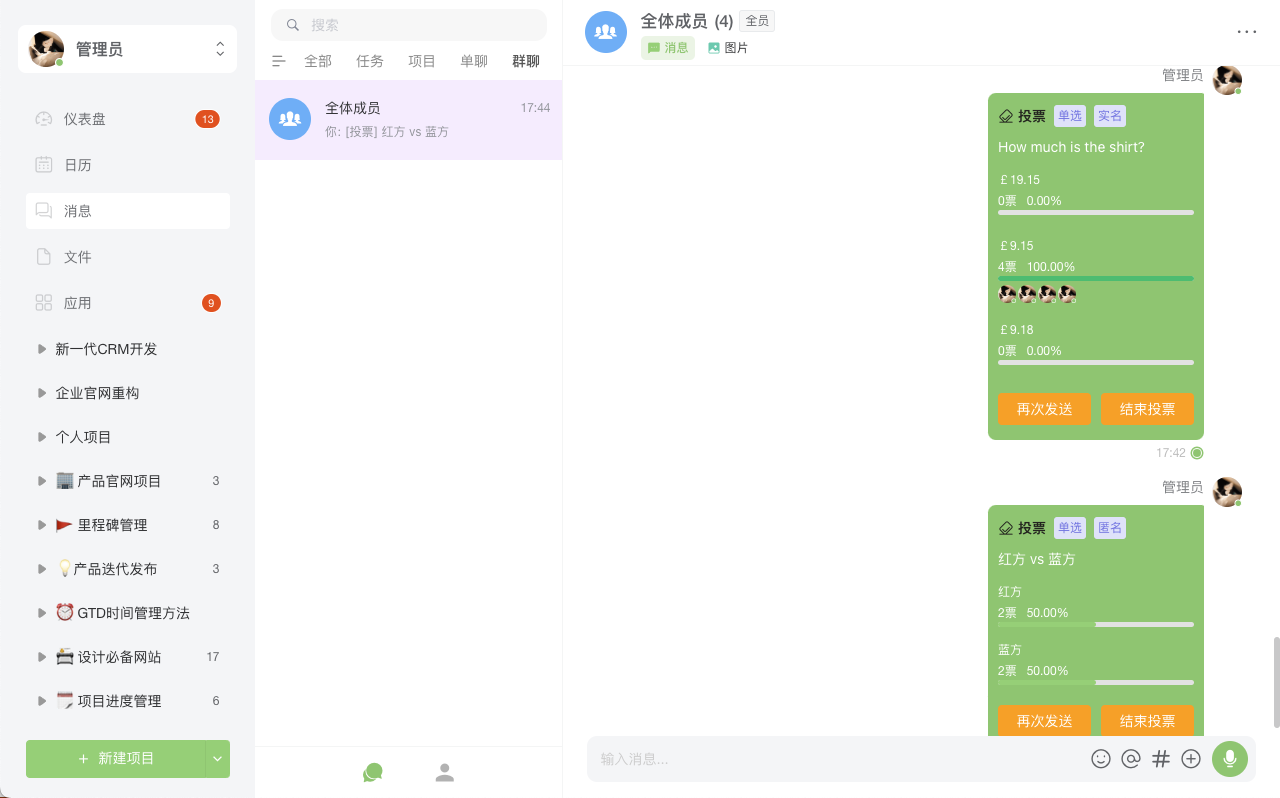 管理员
仪表盘 13
日历
消息
文件
应用 9
新一代CRM开发
企业官网重构
个人项目
产品官网项目 3
里程碑管理 8
产品迭代发布 3
GTD时间管理方法
设计必备网站 17
项目进度管理 6
+ 新建项目
搜索
全部 任务 项目 单聊 群聊
全体成员 17:44
你: [投票] 红方 vs 蓝方
全体成员 (4) 全员
消息 图片
管理员
投票 单选 实名
How much is the shirt?
￡19.15
0票 0.00%
￡9.15
4票 100.00%
￡9.18
0票 0.00%
再次发送 结束投票
17:42
管理员
投票 单选 匿名
红方 vs 蓝方
红方
2票 50.00%
蓝方
2票 50.00%
再次发送 结束投票
输入消息...